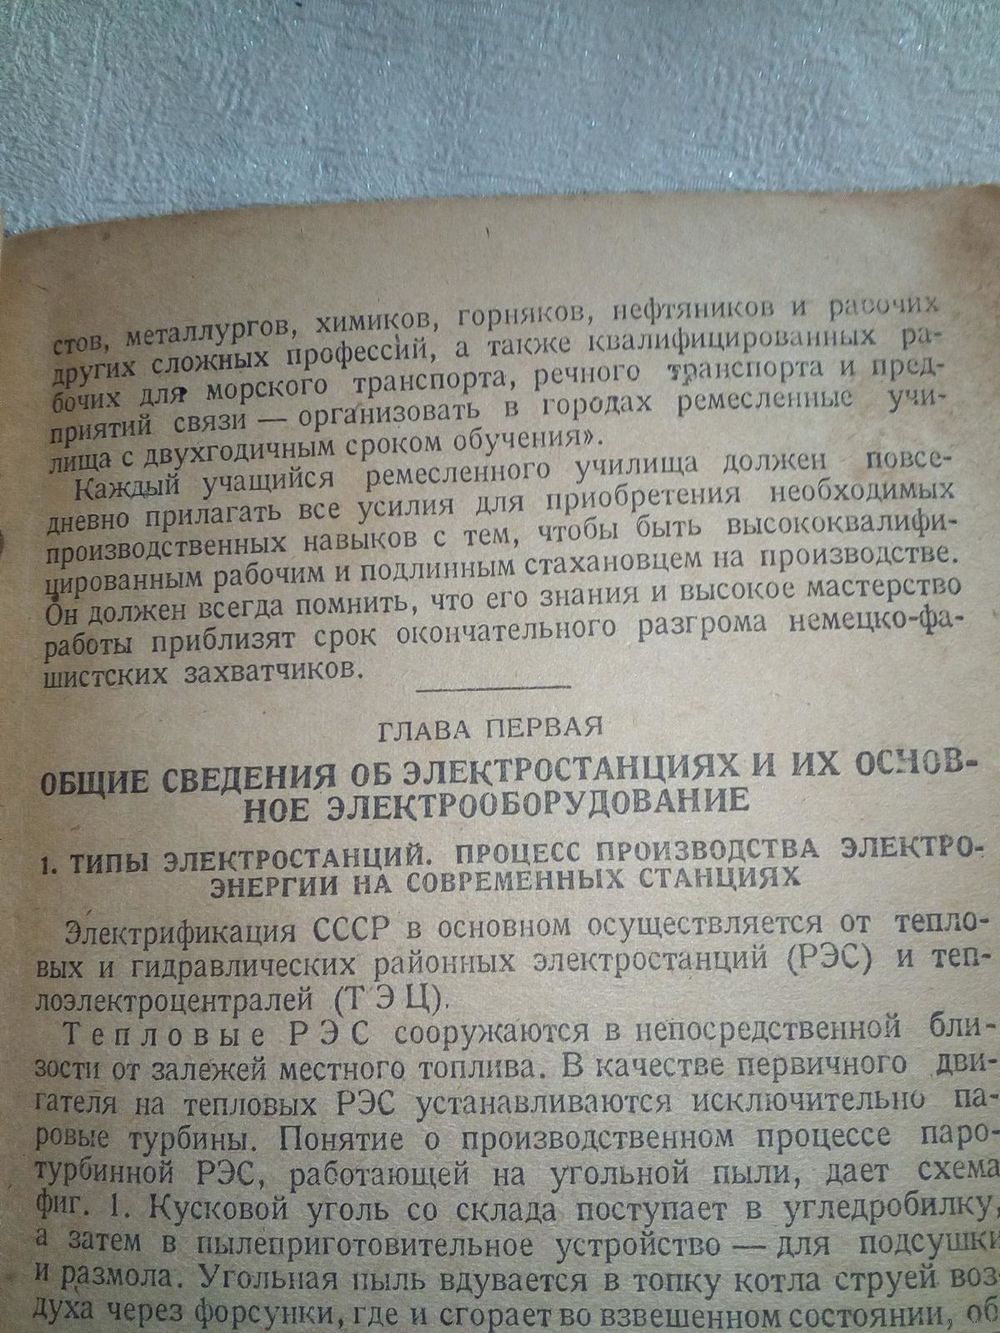 стов, металлургов, химиков, горняков, нефтяников и рабочих
других сложных профессий, а также квалифицированных ра-
бочих для морского транспорта, речного транспорта и пред-
приятий связи — организовать в городах ремесленные учи-
лища с двухгодичным сроком обучения».
Каждый учащийся ремесленного училища должен повсе-
дневно прилагать все усилия для приобретения необходимых
производственных навыков с тем, чтобы быть высококвалифи-
цированным рабочим и подлинным стахановцем на производстве.
Он должен всегда помнить, что его знания и высокое мастерство
работы приблизят срок окончательного разгрома немецко-фа-
шистских захватчиков.
ГЛАВА ПЕРВАЯ
ОБЩИЕ СВЕДЕНИЯ ОБ ЭЛЕКТРОСТАНЦИЯХ И ИХ ОСНОВ-
НОЕ ЭЛЕКТРООБОРУДОВАНИЕ
1. ТИПЫ ЭЛЕКТРОСТАНЦИЙ. ПРОЦЕСС ПРОИЗВОДСТВА ЭЛЕКТРО-
ЭНЕРГИИ НА СОВРЕМЕННЫХ СТАНЦИЯХ
Электрификация СССР в основном осуществляется от тепло-
вых и гидравлических районных электростанций (РЭС) и теп-
лоэлектроцентралей (ТЭЦ).
Тепловые РЭС сооружаются в непосредственной бли-
зости от залежей местного топлива. В качестве первичного дви-
гателя на тепловых РЭС устанавливаются исключительно па-
ровые турбины. Понятие о производственном процессе паро-
турбинной РЭС, работающей на угольной пыли, дает схема
фиг. 1. Кусковой уголь со склада поступает в угледробилку,
а затем в пылеприготовительное устройство — для подсушки
и размола. Угольная пыль вдувается в топку котла струей воз
духа через форсунки, где и сгорает во взвешенном состоянии, об